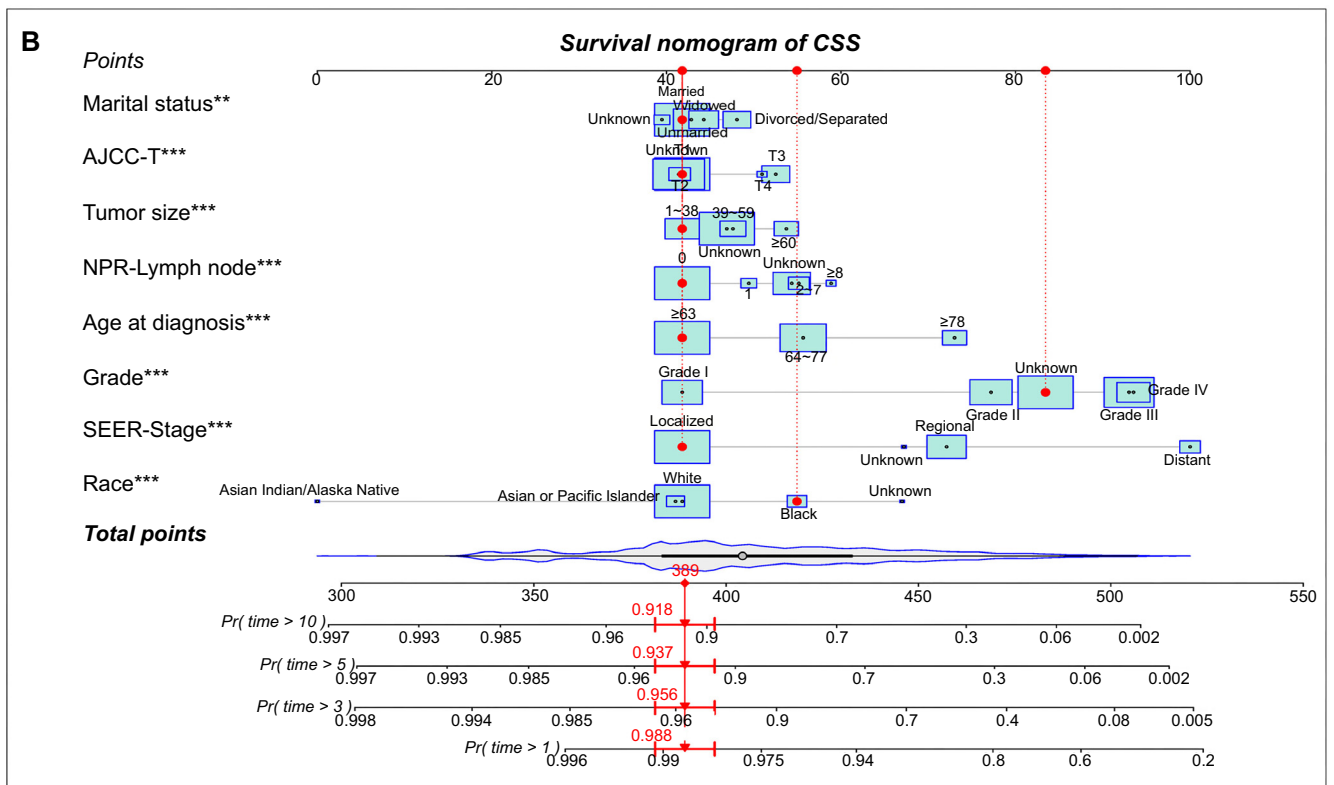 B
Survival nomogram of CSS
Points
0 20 40 60 80 100
Marital status**
Married
Widowed
Unknown
Divorced/Separated
Unmarried
AJCC-T***
Unknown
T1
T3
T2
T4
Tumor size***
1~38
39~59
Unknown
≥60
NPR-Lymph node***
0
Unknown
≥8
1
2~7
Age at diagnosis***
≥63
≥78
64~77
Grade***
Grade I
Unknown
Grade IV
Grade II
Grade III
SEER-Stage***
Localized
Regional
Unknown
Distant
Race***
White
Asian Indian/Alaska Native
Asian or Pacific Islander
Unknown
Black
Total points
389
300 350 400 450 500 550
0.918
Pr( time > 10 )
0.997 0.993 0.985 0.96 0.9 0.7 0.3 0.06 0.002
0.937
Pr( time > 5 )
0.997 0.993 0.985 0.96 0.9 0.7 0.3 0.06 0.002
0.956
Pr( time > 3 )
0.998 0.994 0.985 0.96 0.9 0.7 0.4 0.08 0.005
0.988
Pr( time > 1 )
0.996 0.99 0.975 0.94 0.8 0.6 0.2